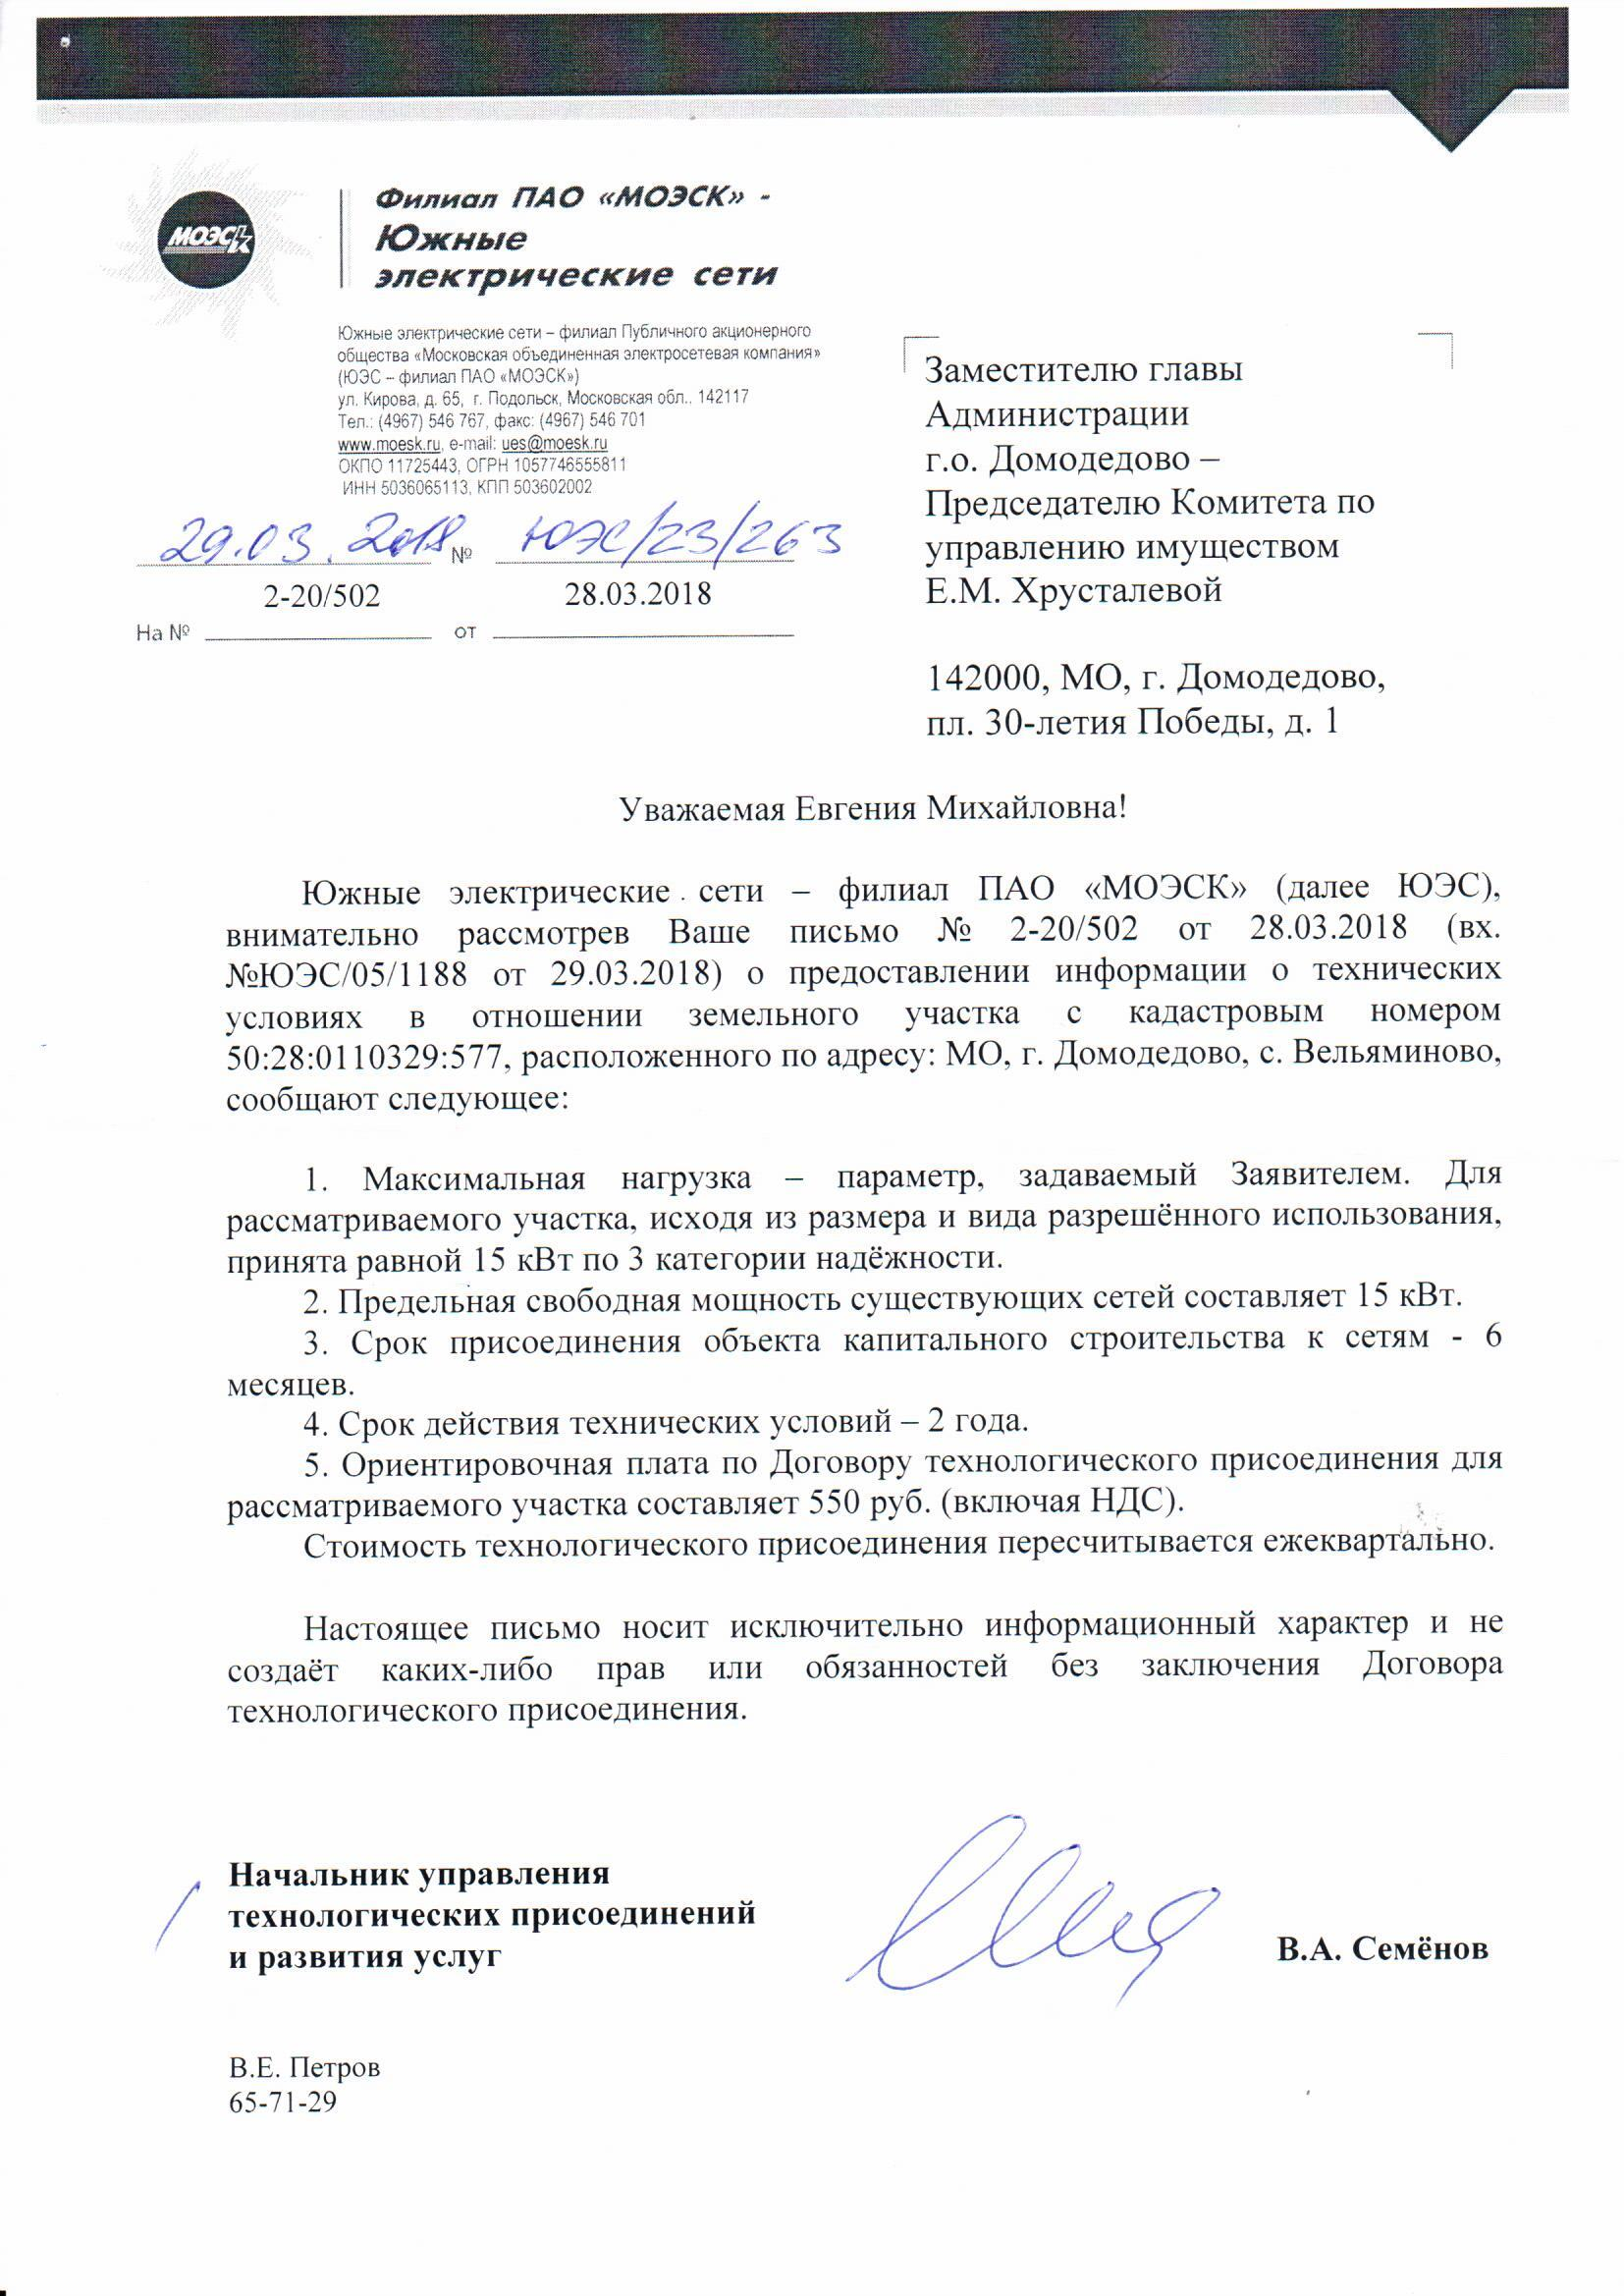 МОЭСК
Филиал ПАО «МОЭСК» -
Южные
электрические сети
Южные электрические сети – филиал Публичного акционерного
общества «Московская объединенная электросетевая компания»
(ЮЭС – филиал ПАО «МОЭСК»)
ул. Кирова, д. 65, г. Подольск, Московская обл.. 142117
Тел.: (4967) 546 767, факс: (4967) 546 701
www.moesk.ru, e-mail: ues@moesk.ru
ОКПО 11725443, ОГРН 1057746555811
ИНН 5036065113, КПП 503602002
29.03.2018 № ЮЭС/23/263
2-20/502 28.03.2018
На № от
Заместителю главы
Администрации
г.о. Домодедово –
Председателю Комитета по
управлению имуществом
Е.М. Хрусталевой
142000, МО, г. Домодедово,
пл. 30-летия Победы, д. 1
Уважаемая Евгения Михайловна!
Южные электрические сети – филиал ПАО «МОЭСК» (далее ЮЭС),
внимательно рассмотрев Ваше письмо № 2-20/502 от 28.03.2018 (вх.
№ЮЭС/05/1188 от 29.03.2018) о предоставлении информации о технических
условиях в отношении земельного участка с кадастровым номером
50:28:0110329:577, расположенного по адресу: МО, г. Домодедово, с. Вельяминово,
сообщают следующее:
1. Максимальная нагрузка – параметр, задаваемый Заявителем. Для
рассматриваемого участка, исходя из размера и вида разрешённого использования,
принята равной 15 кВт по 3 категории надёжности.
2. Предельная свободная мощность существующих сетей составляет 15 кВт.
3. Срок присоединения объекта капитального строительства к сетям - 6
месяцев.
4. Срок действия технических условий – 2 года.
5. Ориентировочная плата по Договору технологического присоединения для
рассматриваемого участка составляет 550 руб. (включая НДС).
Стоимость технологического присоединения пересчитывается ежеквартально.
Настоящее письмо носит исключительно информационный характер и не
создаёт каких-либо прав или обязанностей без заключения Договора
технологического присоединения.
Начальник управления
технологических присоединений
и развития услуг
В.А. Семёнов
В.Е. Петров
65-71-29